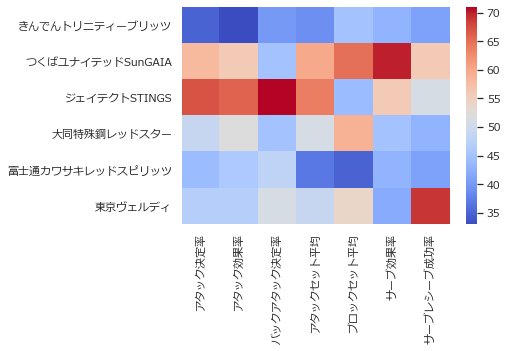 きんでんトリニティーブリッツ
つくばユナイテッドSunGAIA
ジェイテクトSTINGS
大同特殊鋼レッドスター
富士通カワサキレッドスピリッツ
東京ヴェルディ
アタック決定率
アタック効果率
バックアタック決定率
アタックセット平均
ブロックセット平均
サーブ効果率
サーブレシーブ成功率
70
65
60
55
50
45
40
35